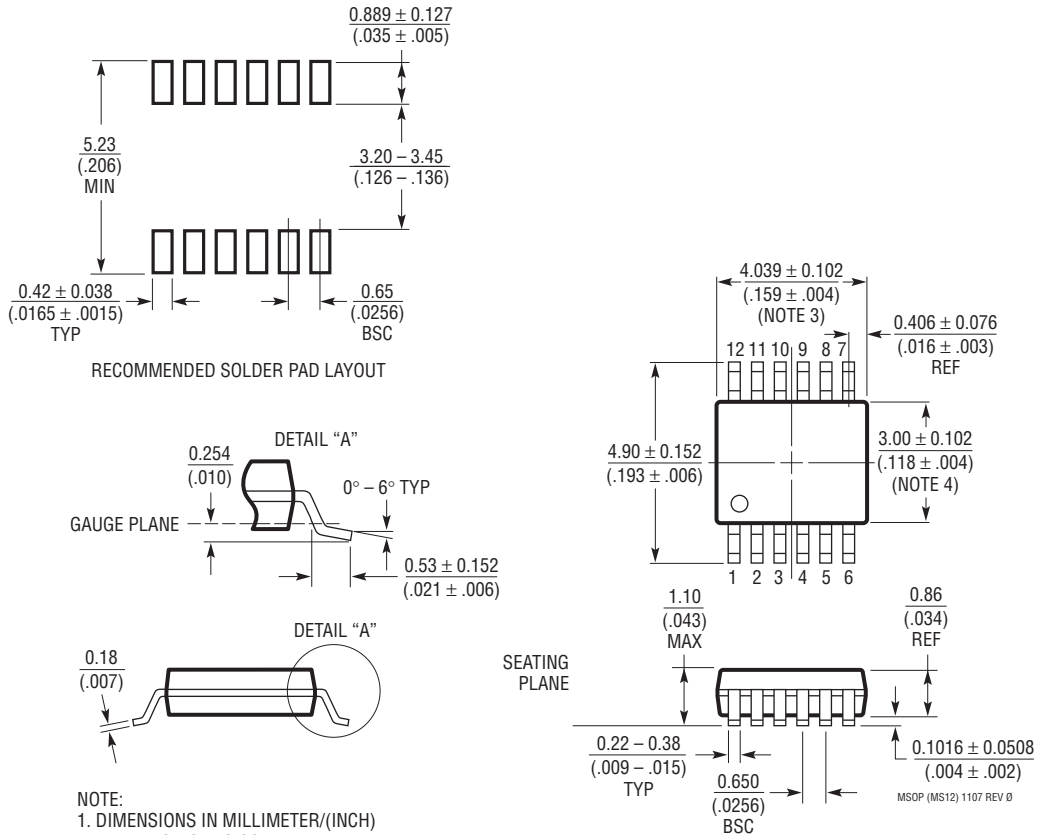 0.889 ± 0.127
(.035 ± .005)
5.23
(.206)
MIN
3.20 – 3.45
(.126 – .136)
0.42 ± 0.038
(.0165 ± .0015)
TYP
0.65
(.0256)
BSC
RECOMMENDED SOLDER PAD LAYOUT
4.039 ± 0.102
(.159 ± .004)
(NOTE 3)
0.406 ± 0.076
(.016 ± .003)
REF
12 11 10 9 8 7
4.90 ± 0.152
(.193 ± .006)
3.00 ± 0.102
(.118 ± .004)
(NOTE 4)
1 2 3 4 5 6
DETAIL “A”
0.254
(.010)
0° – 6° TYP
GAUGE PLANE
0.53 ± 0.152
(.021 ± .006)
DETAIL “A”
0.18
(.007)
SEATING
PLANE
1.10
(.043)
MAX
0.86
(.034)
REF
0.22 – 0.38
(.009 – .015)
TYP
0.650
(.0256)
BSC
0.1016 ± 0.0508
(.004 ± .002)
MSOP (MS12) 1107 REV Ø
NOTE:
1. DIMENSIONS IN MILLIMETER/(INCH)